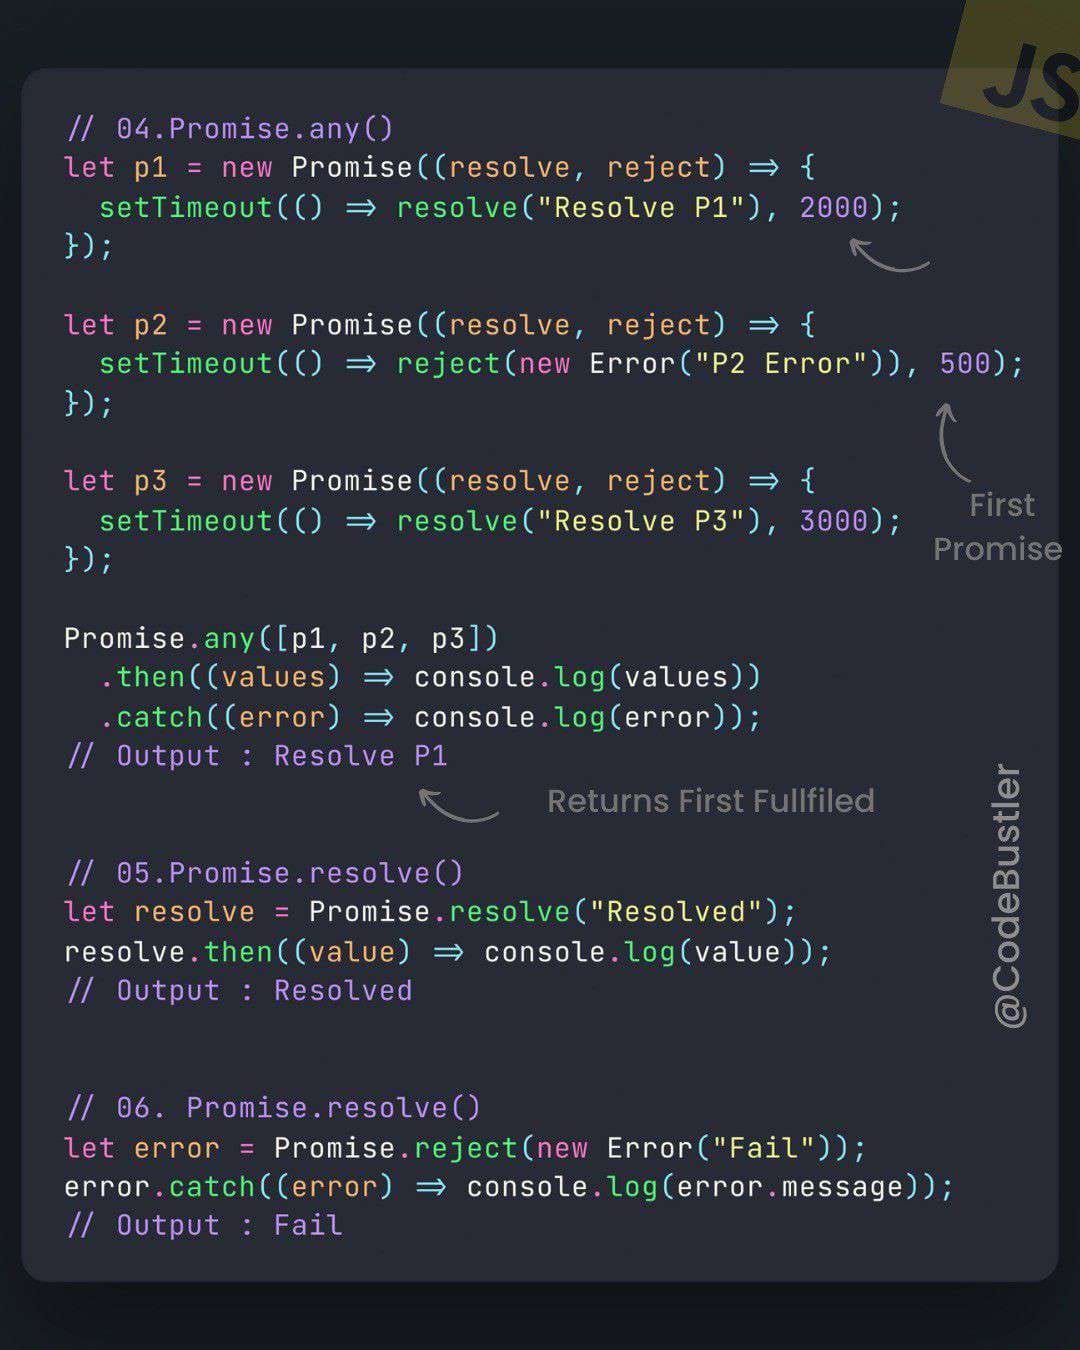 JS
// 04.Promise.any()
let p1 = new Promise((resolve, reject) => {
  setTimeout(() => resolve("Resolve P1"), 2000);
});
let p2 = new Promise((resolve, reject) => {
  setTimeout(() => reject(new Error("P2 Error")), 500);
});
let p3 = new Promise((resolve, reject) => {
  setTimeout(() => resolve("Resolve P3"), 3000);
});
First
Promise
Promise.any([p1, p2, p3])
  .then((values) => console.log(values))
  .catch((error) => console.log(error));
// Output : Resolve P1
Returns First Fullfiled
// 05.Promise.resolve()
let resolve = Promise.resolve("Resolved");
resolve.then((value) => console.log(value));
// Output : Resolved
@CodeBustler
// 06. Promise.resolve()
let error = Promise.reject(new Error("Fail"));
error.catch((error) => console.log(error.message));
// Output : Fail